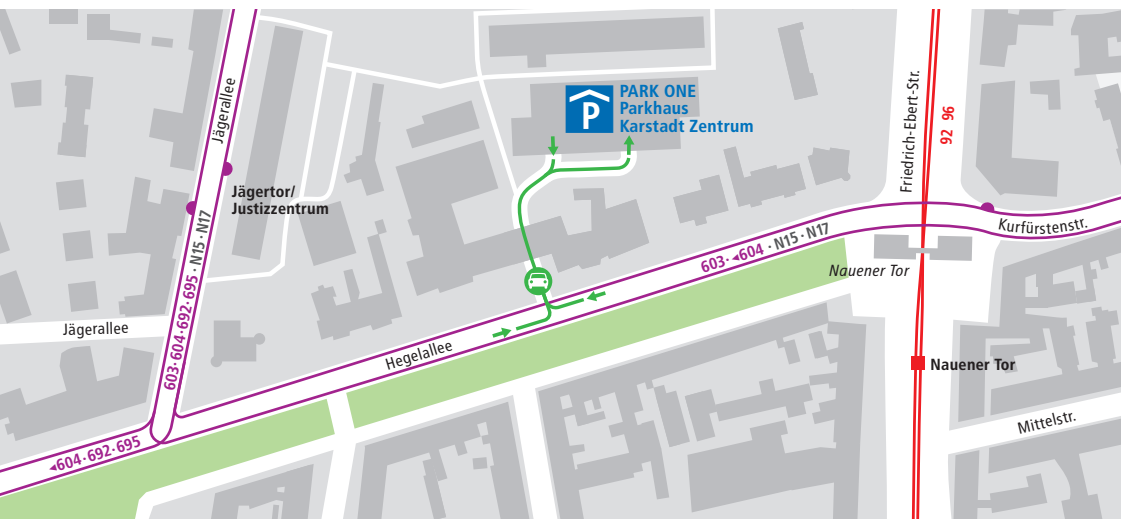 PARK ONE
Parkhaus
Karstadt Zentrum
P
Jägerallee
Jägertor/
Justizzentrum
603·604·692·695·N15·N17
Friedrich-Ebert-Str.
92 96
Kurfürstenstr.
603·◂604·N15·N17
Nauener Tor
Jägerallee
Hegelallee
Nauener Tor
Mittelstr.
◂604·692·695